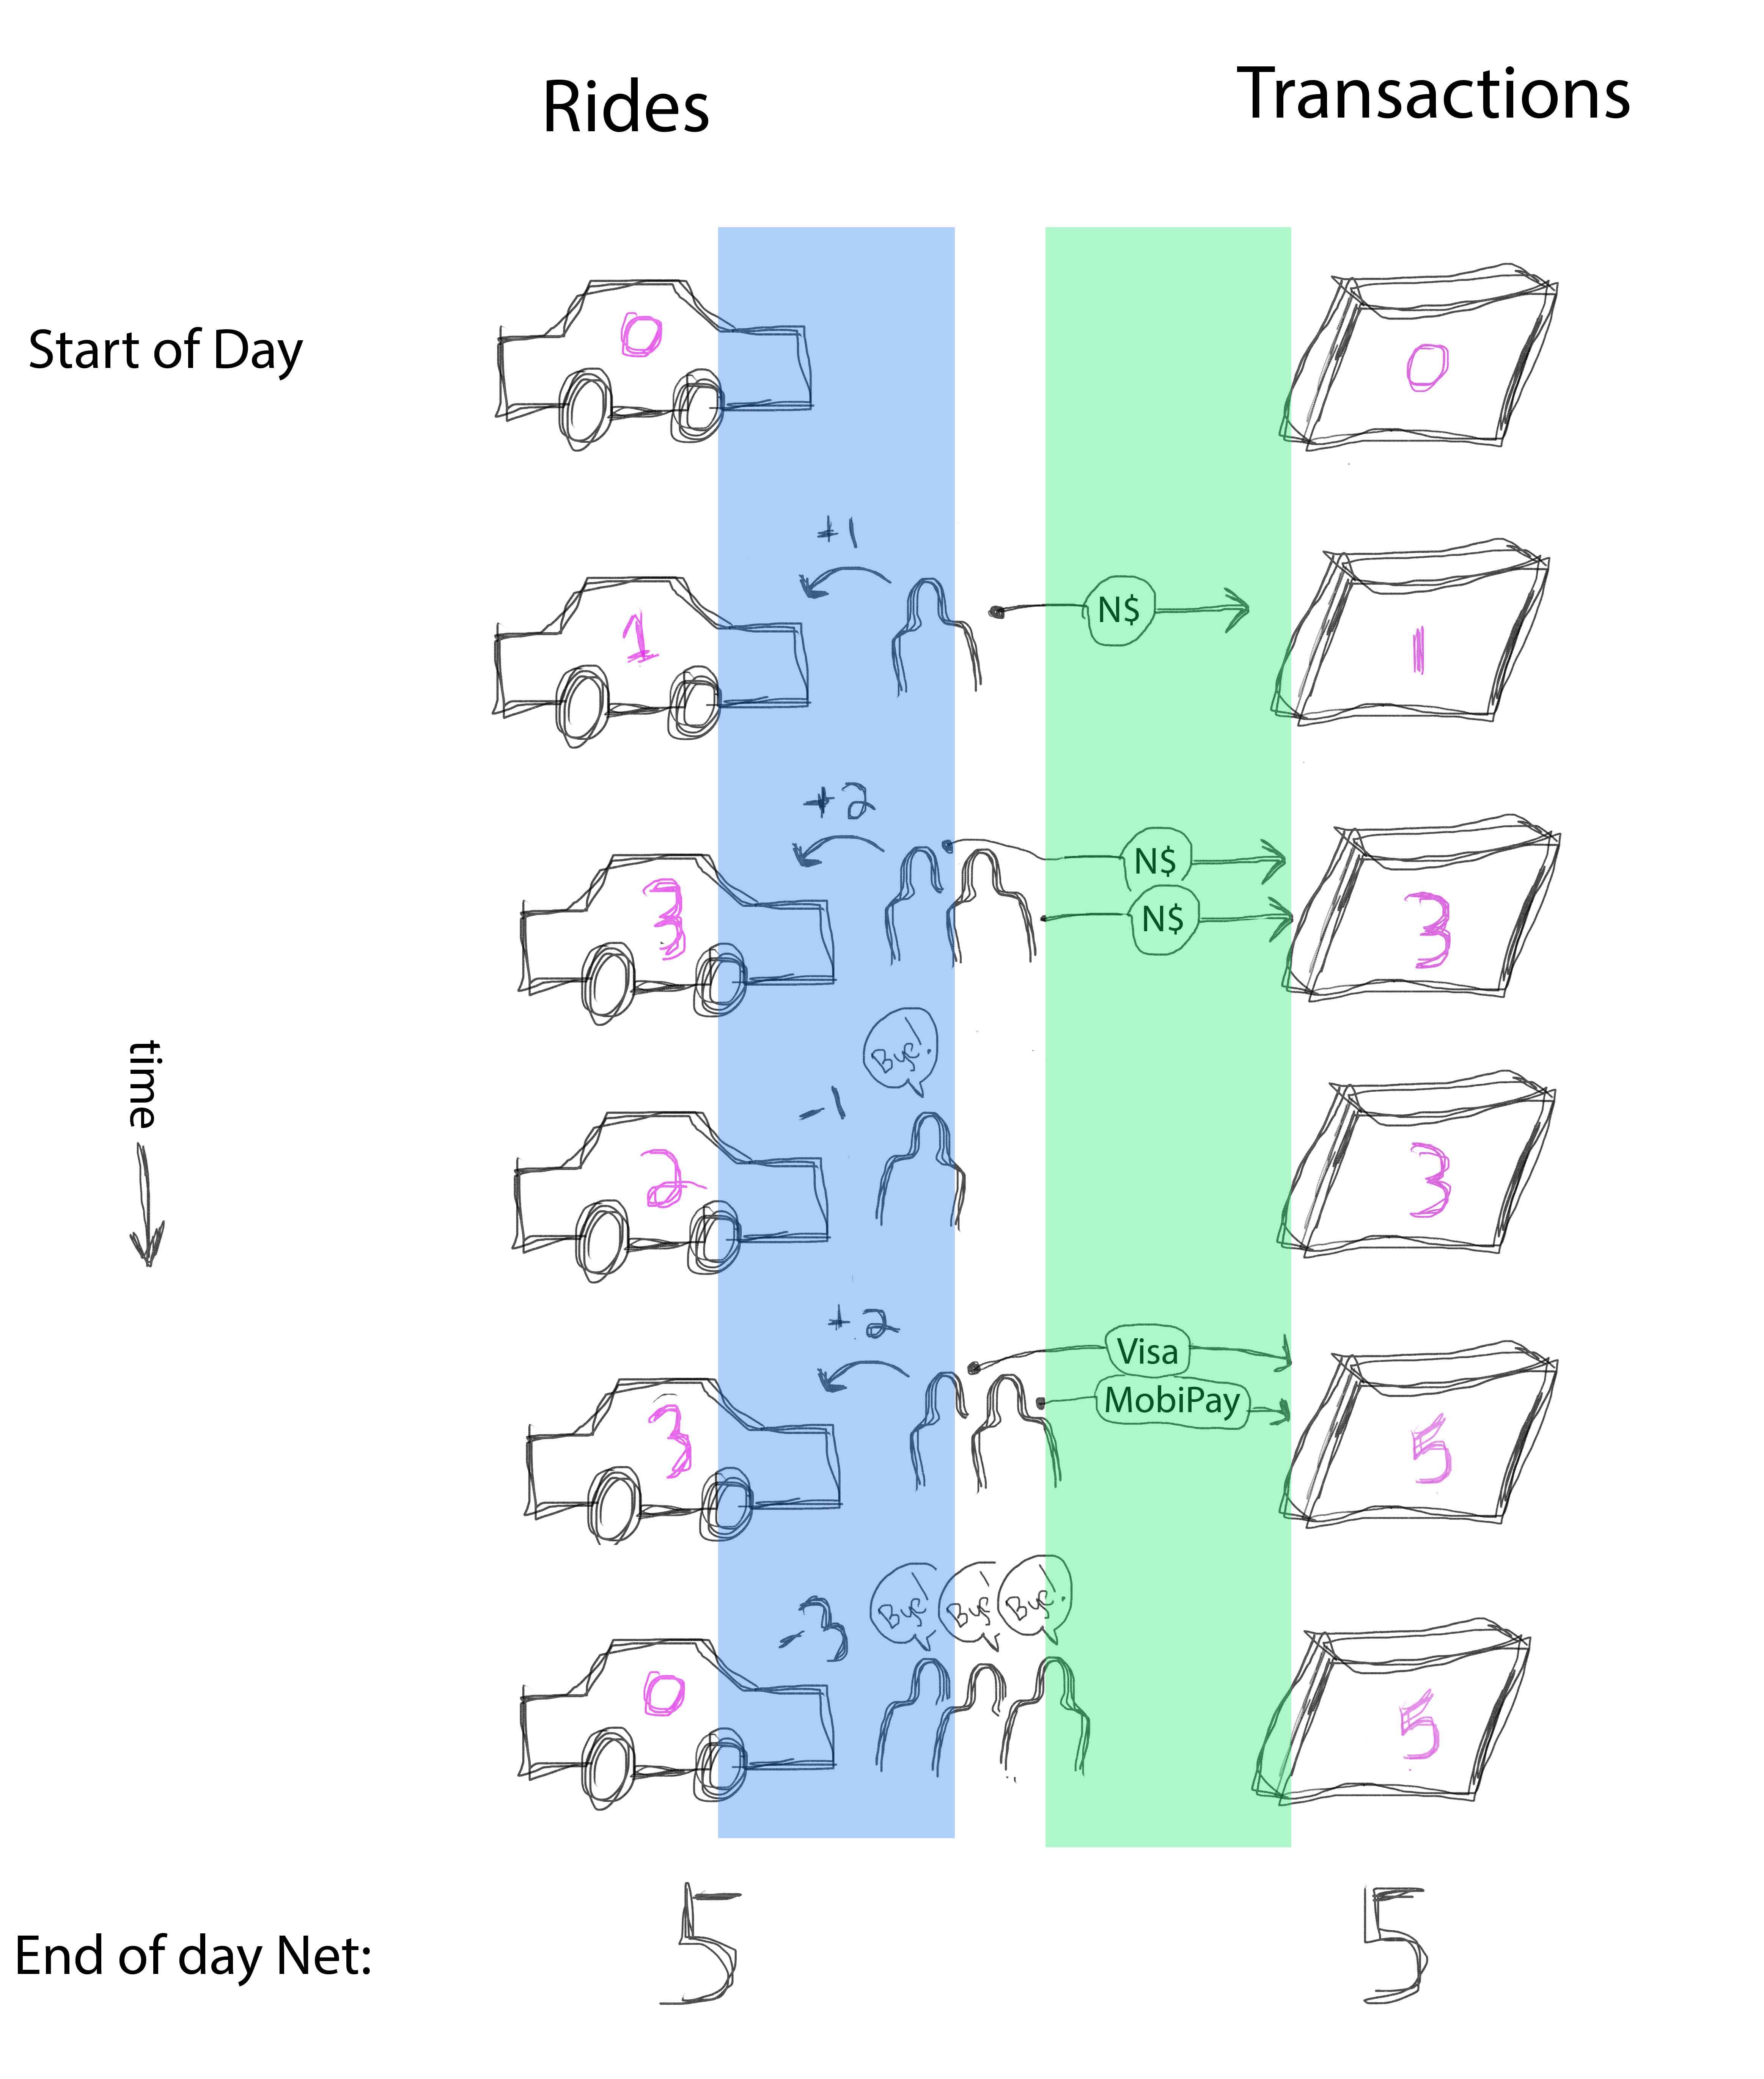 Rides
Transactions
Start of Day
0
0
+1
N$
1
1
+2
N$
N$
3
3
time
Bye!
-1
2
3
+2
Visa
MobiPay
3
5
Bye!
Bye!
Bye!
-3
0
5
End of day Net:
5
5